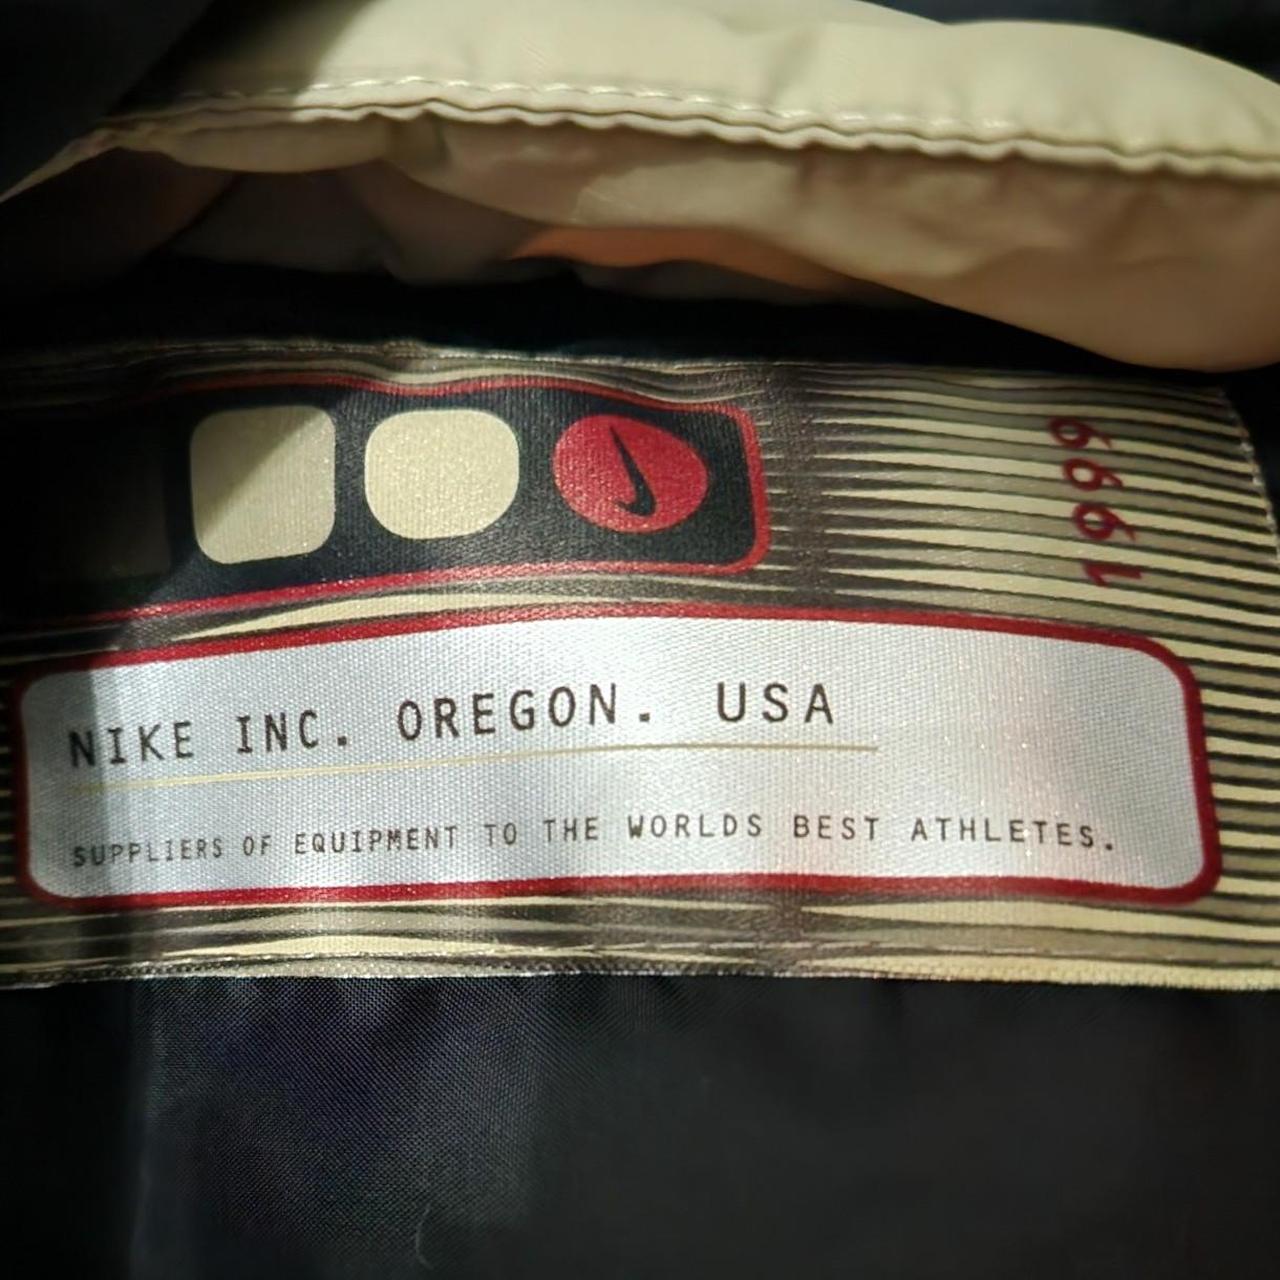 1999
NIKE INC. OREGON. USA
SUPPLIERS OF EQUIPMENT TO THE WORLDS BEST ATHLETES.